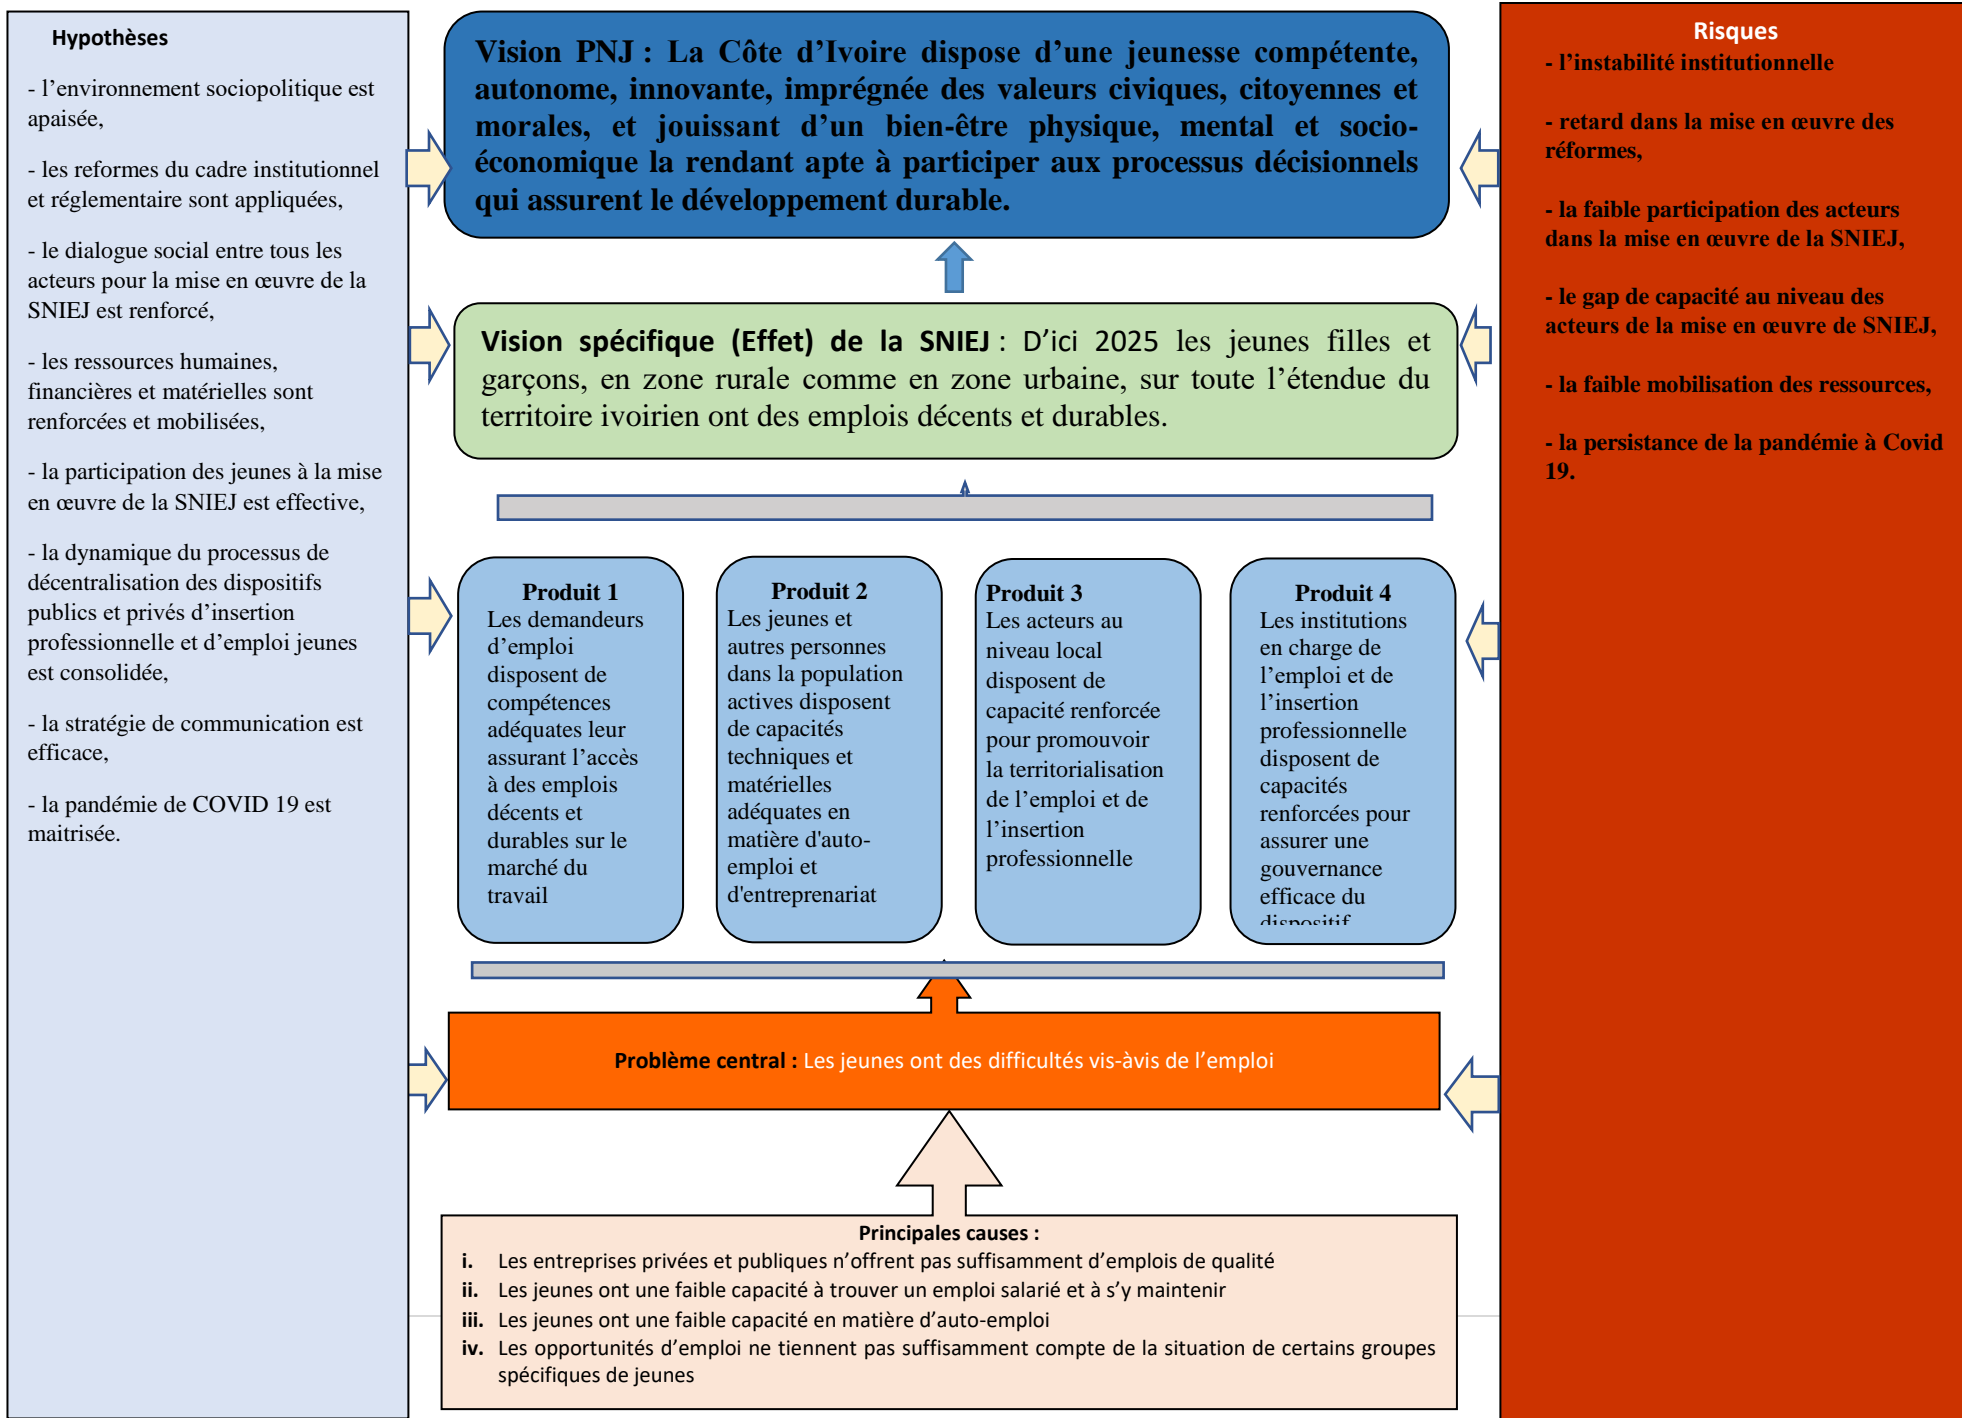 Hypothèses
- l’environnement sociopolitique est
apaisée,
- les reformes du cadre institutionnel
et réglementaire sont appliquées,
- le dialogue social entre tous les
acteurs pour la mise en œuvre de la
SNIEJ est renforcé,
- les ressources humaines,
financières et matérielles sont
renforcées et mobilisées,
- la participation des jeunes à la mise
en œuvre de la SNIEJ est effective,
- la dynamique du processus de
décentralisation des dispositifs
publics et privés d’insertion
professionnelle et d’emploi jeunes
est consolidée,
- la stratégie de communication est
efficace,
- la pandémie de COVID 19 est
maitrisée.
Vision PNJ : La Côte d’Ivoire dispose d’une jeunesse compétente,
autonome, innovante, imprégnée des valeurs civiques, citoyennes et
morales, et jouissant d’un bien-être physique, mental et socio-
économique la rendant apte à participer aux processus décisionnels
qui assurent le développement durable.
Vision spécifique (Effet) de la SNIEJ : D’ici 2025 les jeunes filles et
garçons, en zone rurale comme en zone urbaine, sur toute l’étendue du
territoire ivoirien ont des emplois décents et durables.
Produit 1
Les demandeurs
d’emploi
disposent de
compétences
adéquates leur
assurant l’accès
à des emplois
décents et
durables sur le
marché du
travail
Produit 2
Les jeunes et
autres personnes
dans la population
actives disposent
de capacités
techniques et
matérielles
adéquates en
matière d'auto-
emploi et
d'entreprenariat
Produit 3
Les acteurs au
niveau local
disposent de
capacité renforcée
pour promouvoir
la territorialisation
de l’emploi et de
l’insertion
professionnelle
Produit 4
Les institutions
en charge de
l’emploi et de
l’insertion
professionnelle
disposent de
capacités
renforcées pour
assurer une
gouvernance
efficace du
dispositif
Problème central : Les jeunes ont des difficultés vis-àvis de l’emploi
Principales causes :
i. Les entreprises privées et publiques n’offrent pas suffisamment d’emplois de qualité
ii. Les jeunes ont une faible capacité à trouver un emploi salarié et à s’y maintenir
iii. Les jeunes ont une faible capacité en matière d’auto-emploi
iv. Les opportunités d’emploi ne tiennent pas suffisamment compte de la situation de certains groupes
spécifiques de jeunes
Risques
- l’instabilité institutionnelle
- retard dans la mise en œuvre des
réformes,
- la faible participation des acteurs
dans la mise en œuvre de la SNIEJ,
- le gap de capacité au niveau des
acteurs de la mise en œuvre de SNIEJ,
- la faible mobilisation des ressources,
- la persistance de la pandémie à Covid
19.